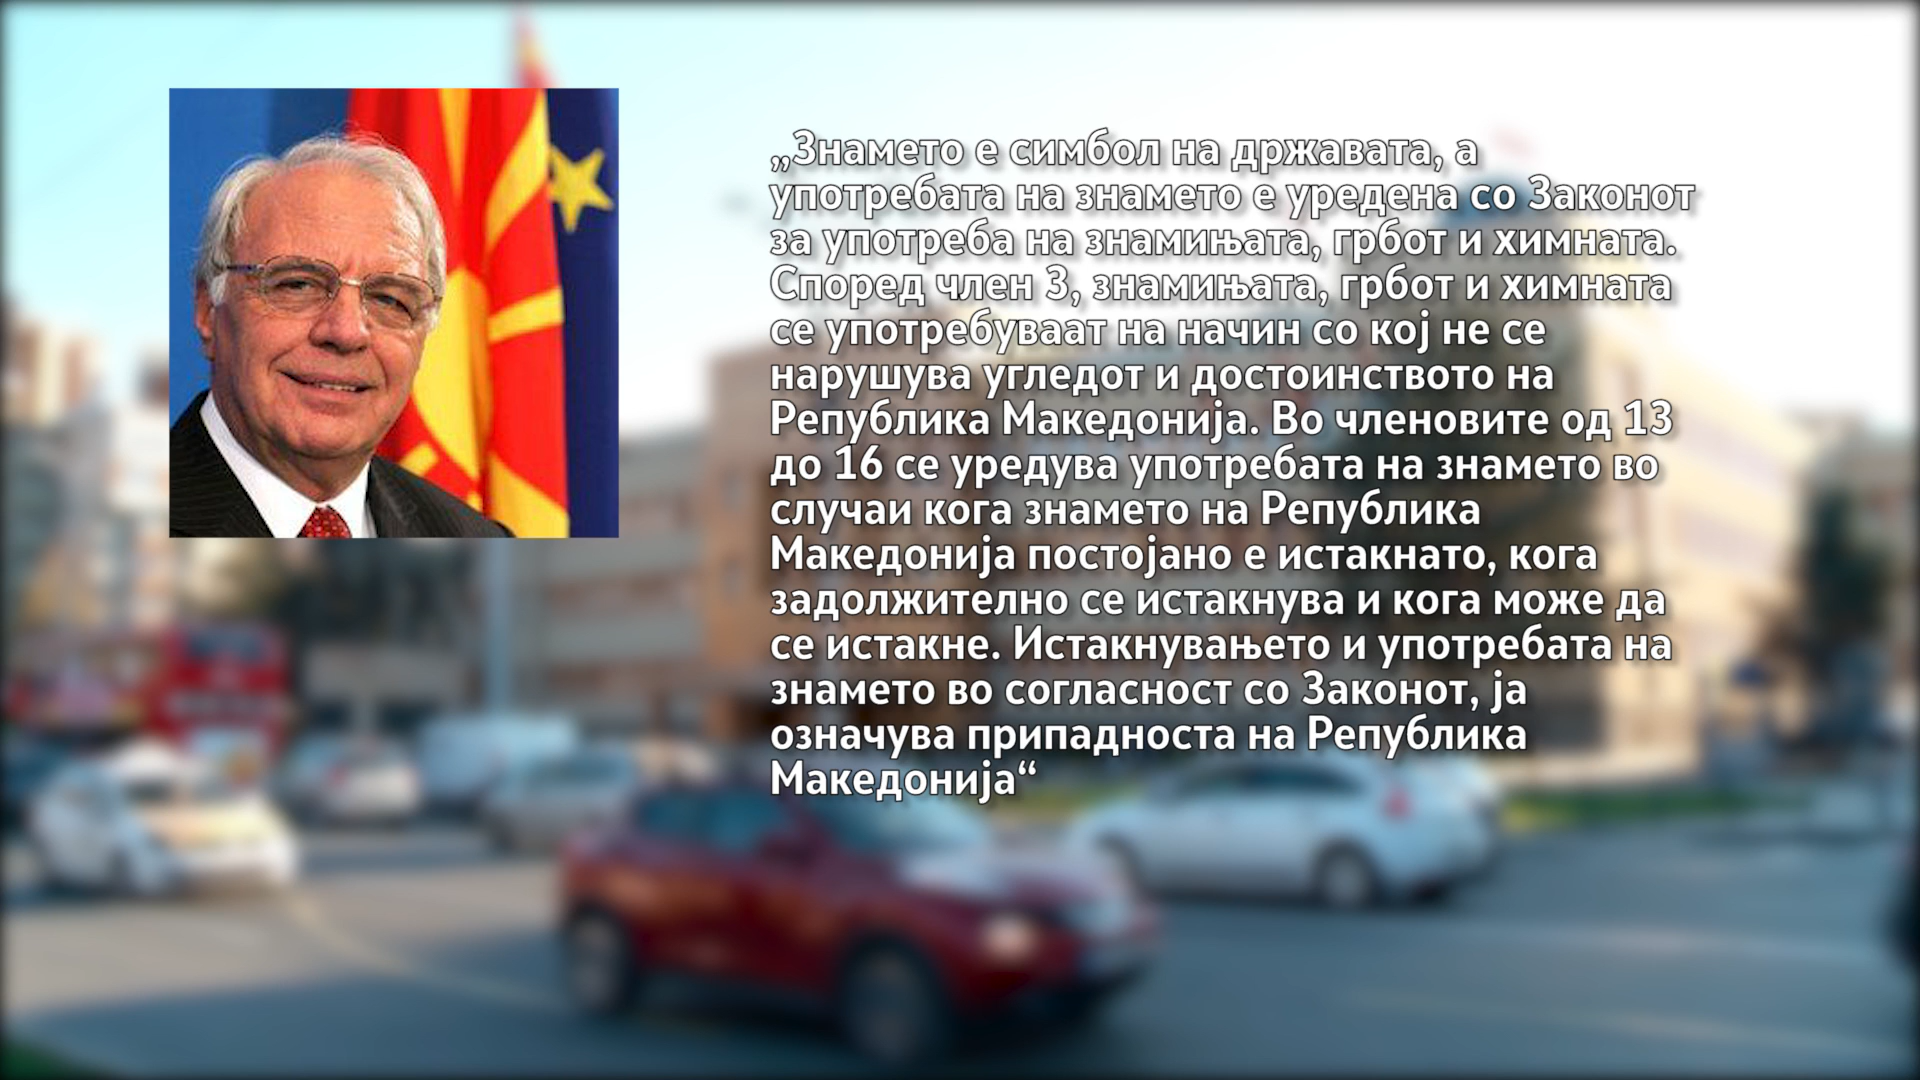 „Знамето е симбол на државата, а
употребата на знамето е уредена со Законот
за употреба на знамињата, грбот и химната.
Според член 3, знамињата, грбот и химната
се употребуваат на начин со кој не се
нарушува угледот и достоинството на
Република Македонија. Во членовите од 13
до 16 се уредува употребата на знамето во
случаи кога знамето на Република
Македонија постојано е истакнато, кога
задолжително се истакнува и кога може да
се истакне. Истакнувањето и употребата на
знамето во согласност со Законот, ја
означува припадноста на Република
Македонија“